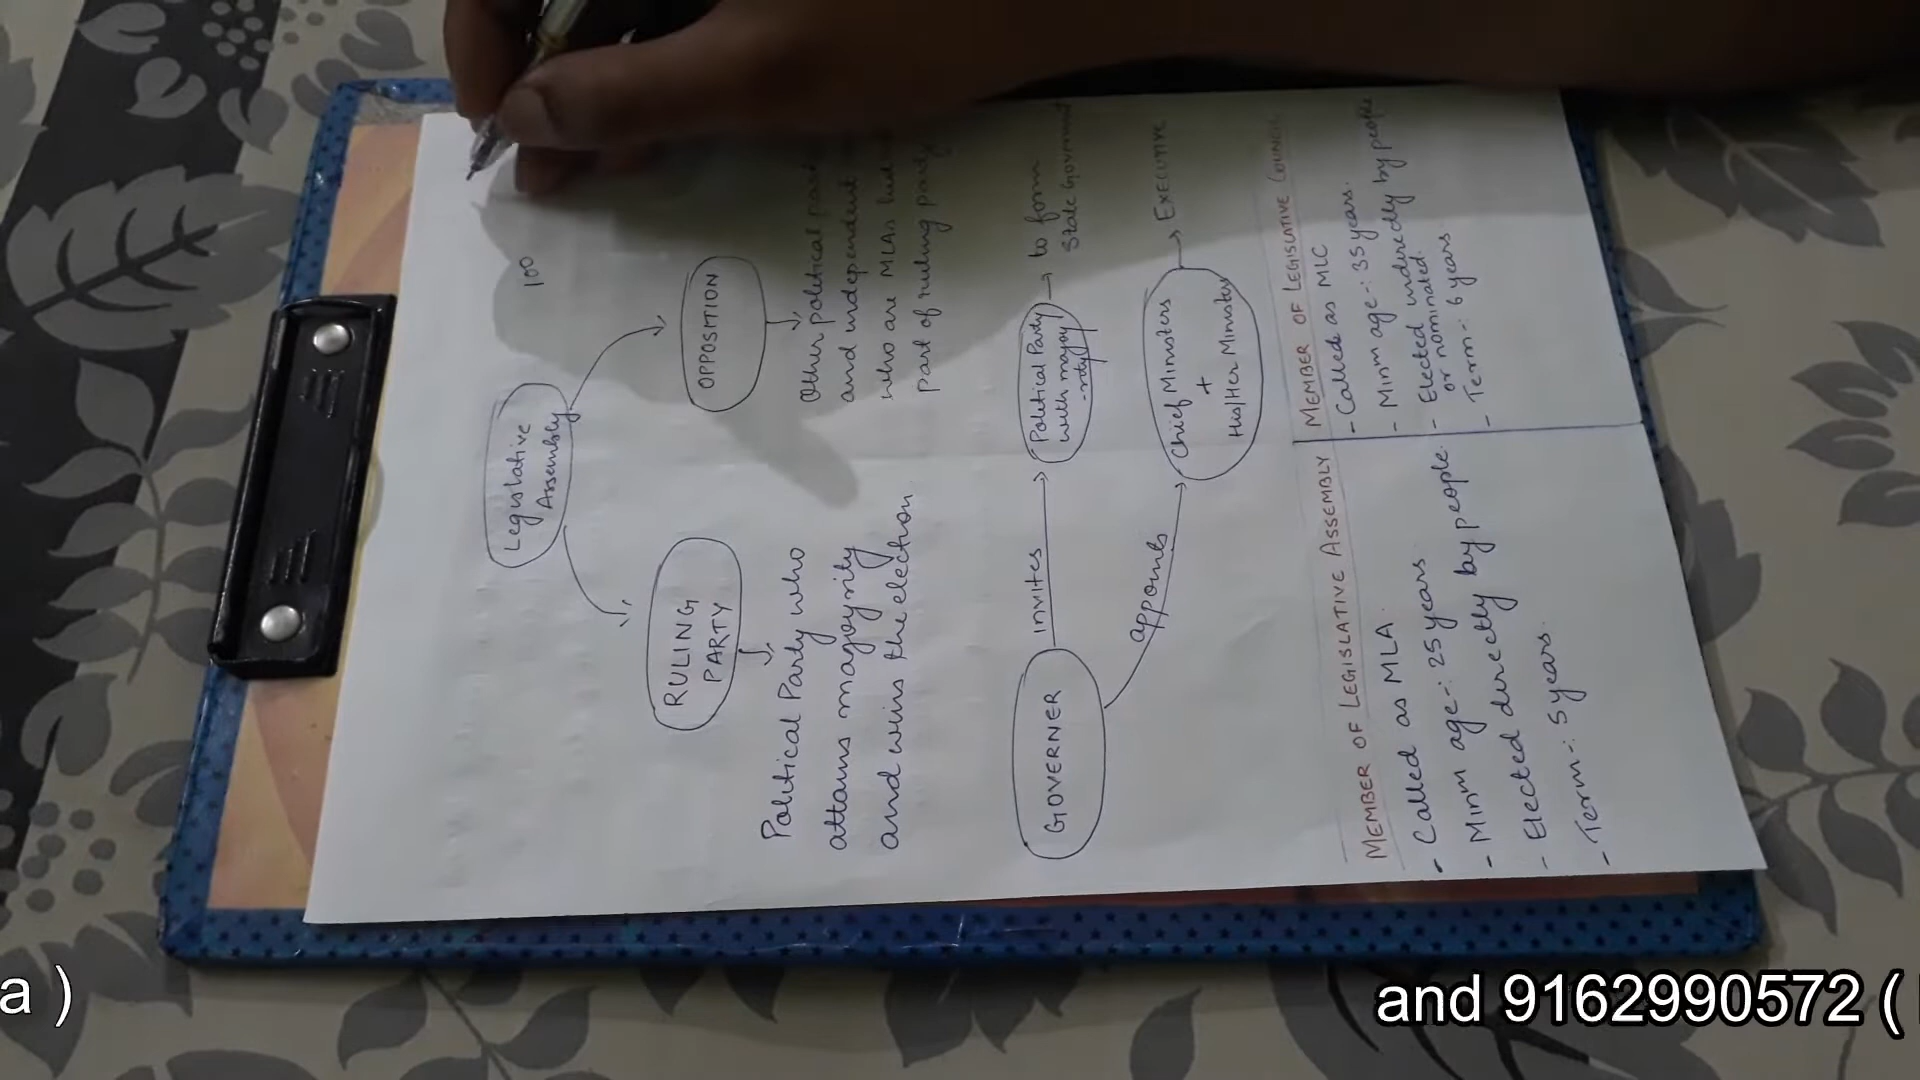 100
Legislative
Assembly
RULING
PARTY
OPPOSITION
Political Party who
attains magoyrity
and wins the election.
Other political
and independent
who are MLAs but
part of ruling party
GOVERNER
invites
Political Party
with majoy
-rity
→ to form
State Government
appoints
Chief Ministers
+
His/Her Ministers
→ EXECUTIVE
MEMBER OF LEGISLATIVE ASSEMBLY
- Called as MLA.
- Minm age-: 25 years
- Elected directly by people.
- Term-: 5 years.
MEMBER OF LEGISLATIVE COUNCIL
- Called as MLC
- Minm age-: 35 years.
- Elected indirectly by people
or nominated.
- Term-: 6 years
a )
and 9162990572 (